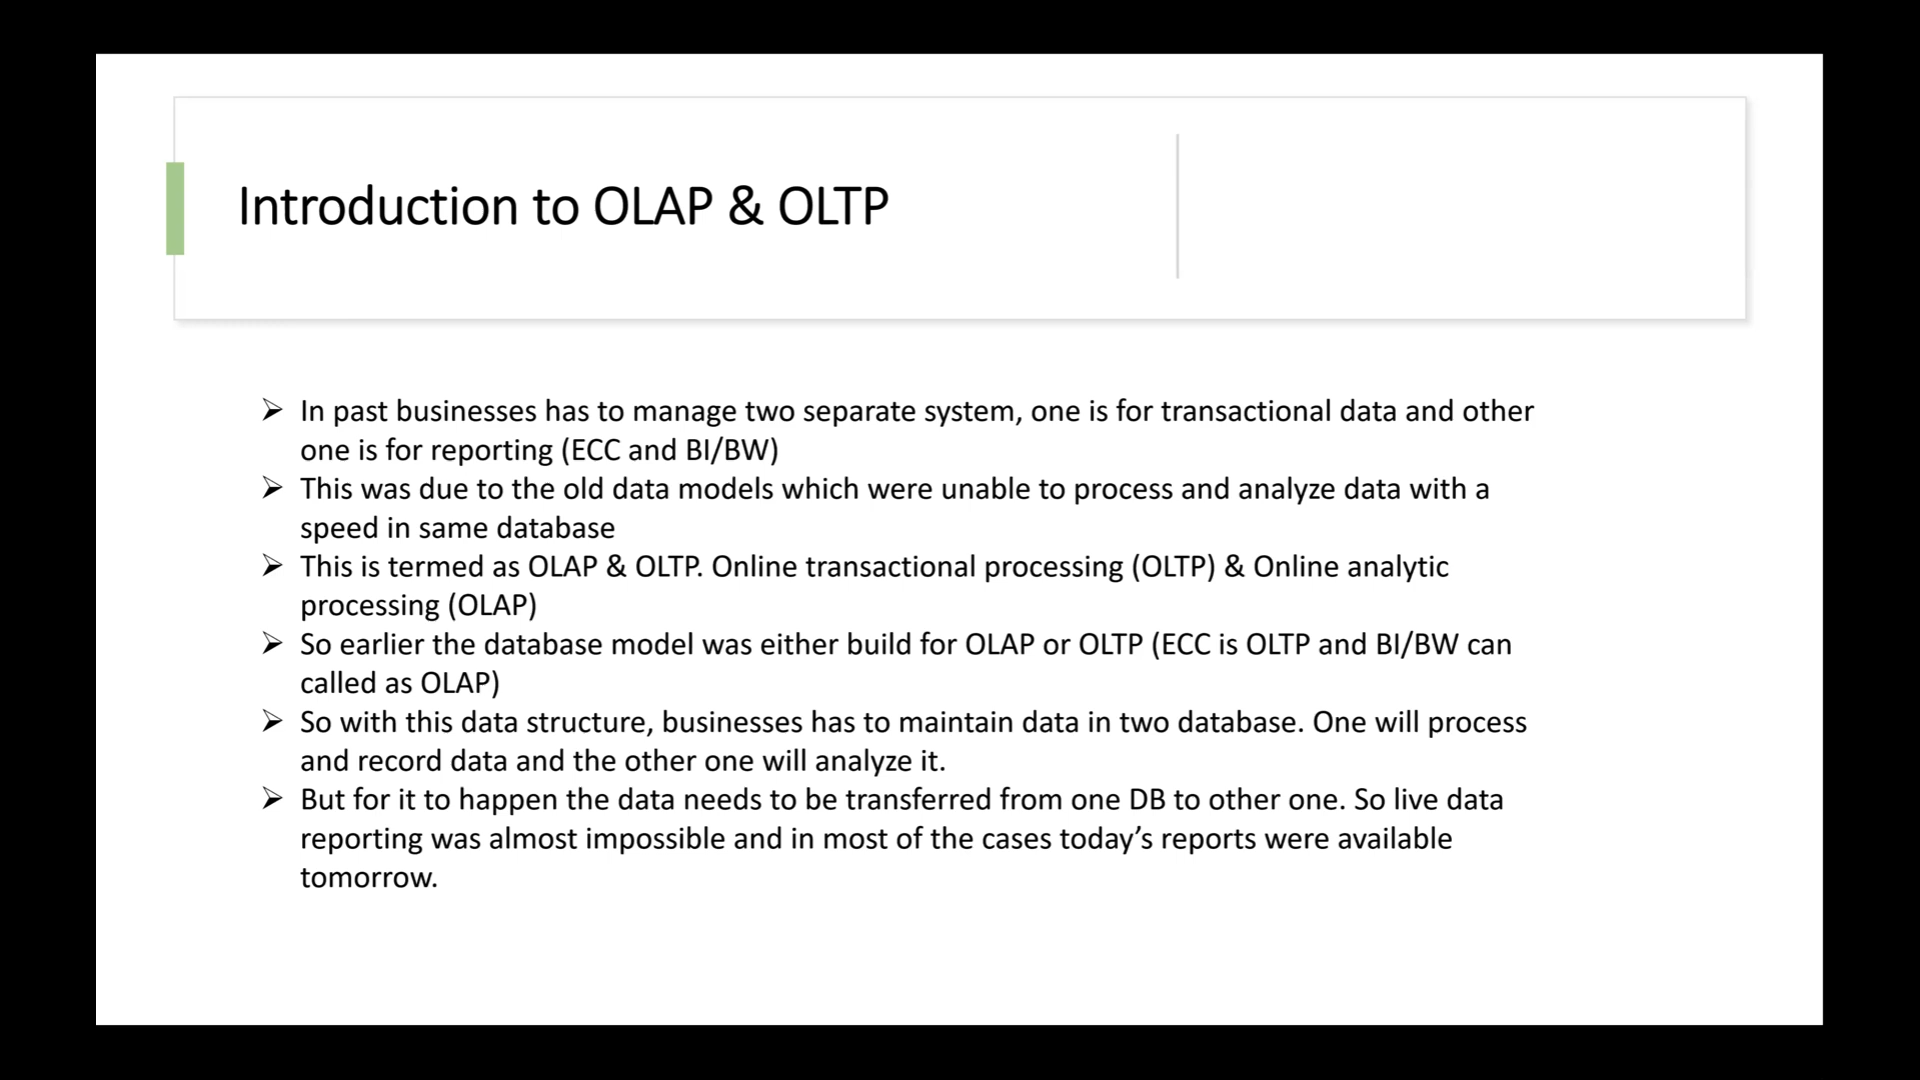 Introduction to OLAP & OLTP
➢ In past businesses has to manage two separate system, one is for transactional data and other
one is for reporting (ECC and BI/BW)
➢ This was due to the old data models which were unable to process and analyze data with a
speed in same database
➢ This is termed as OLAP & OLTP. Online transactional processing (OLTP) & Online analytic
processing (OLAP)
➢ So earlier the database model was either build for OLAP or OLTP (ECC is OLTP and BI/BW can
called as OLAP)
➢ So with this data structure, businesses has to maintain data in two database. One will process
and record data and the other one will analyze it.
➢ But for it to happen the data needs to be transferred from one DB to other one. So live data
reporting was almost impossible and in most of the cases today’s reports were available
tomorrow.